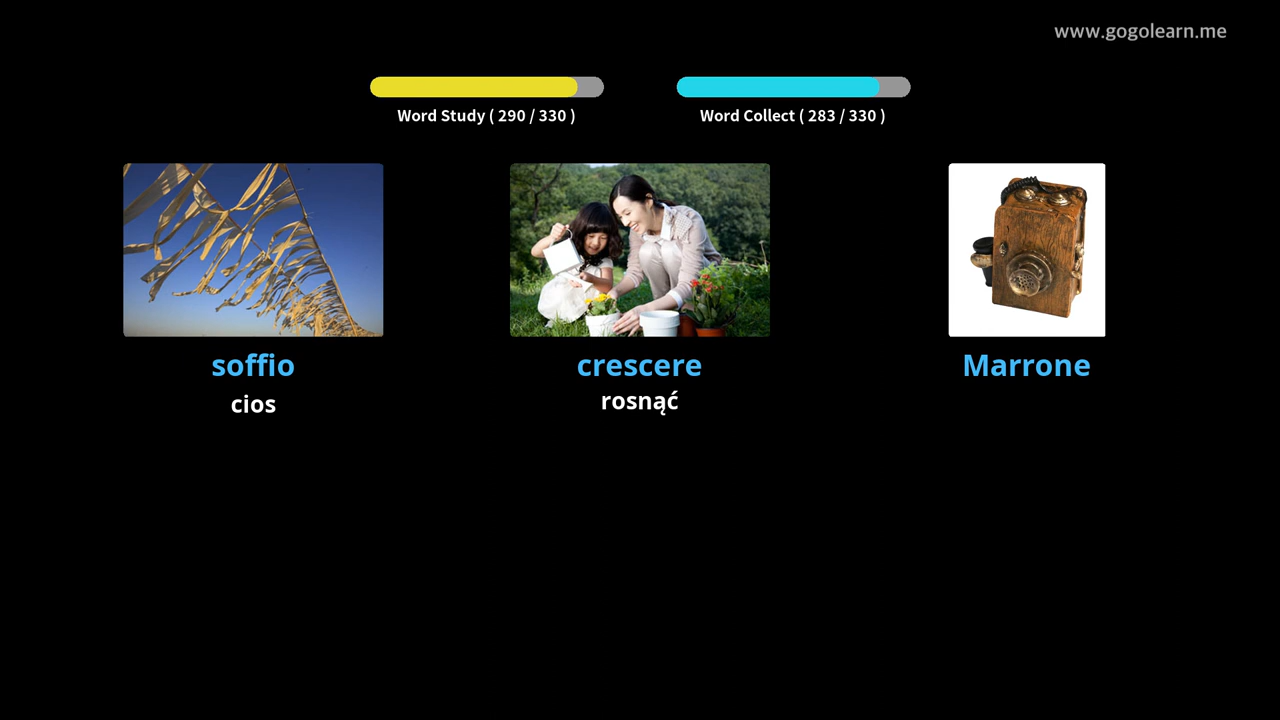 www.gogolearn.me
Word Study ( 290 / 330 )
Word Collect ( 283 / 330 )
soffio
cios
crescere
rosnąć
Marrone